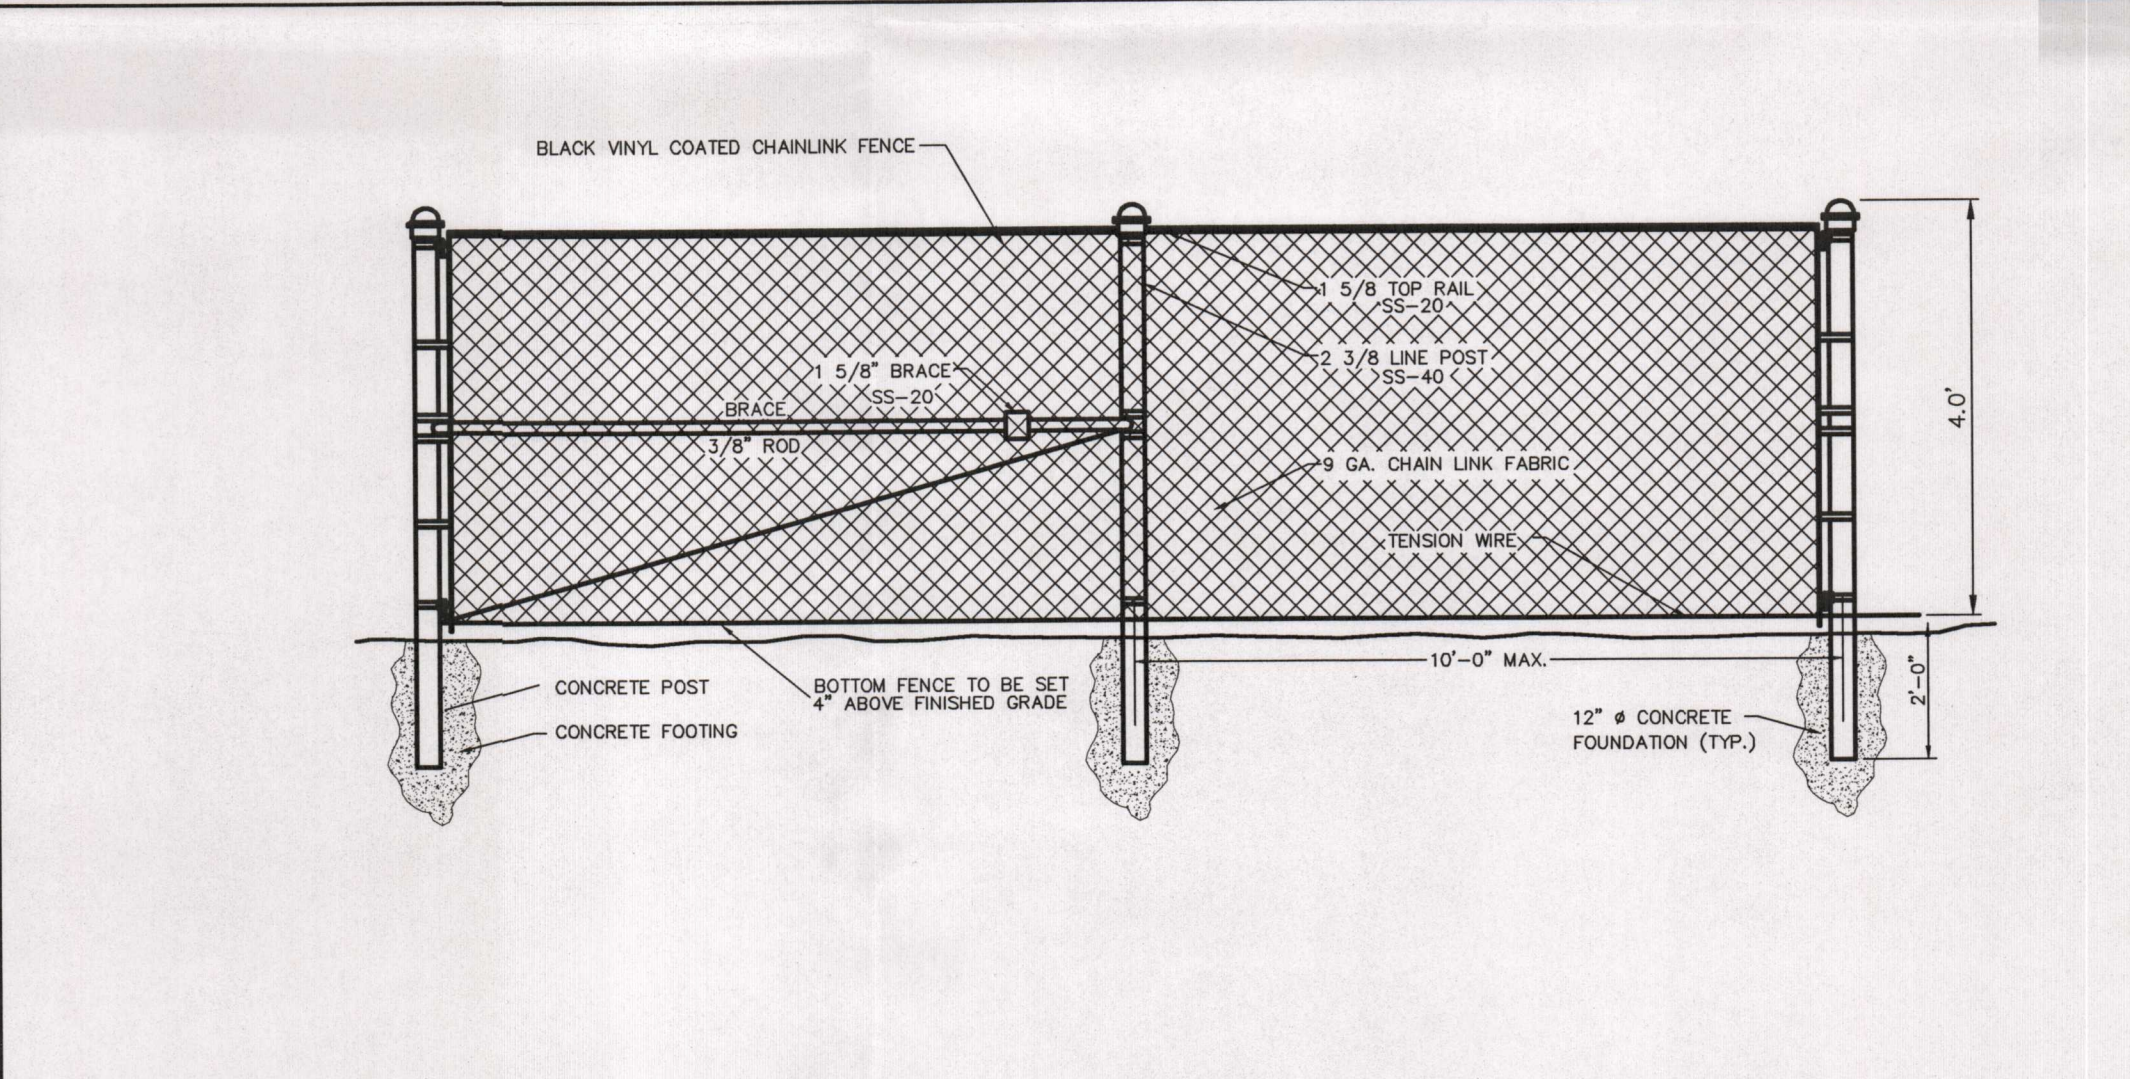 BLACK VINYL COATED CHAINLINK FENCE
1 5/8 TOP RAIL
SS-20
2 3/8 LINE POST
SS-40
1 5/8" BRACE
SS-20
BRACE
3/8" ROD
4.0'
9 GA. CHAIN LINK FABRIC
TENSION WIRE
10'-0" MAX.
2'-0"
CONCRETE POST
CONCRETE FOOTING
BOTTOM FENCE TO BE SET
4" ABOVE FINISHED GRADE
12" ø CONCRETE
FOUNDATION (TYP.)